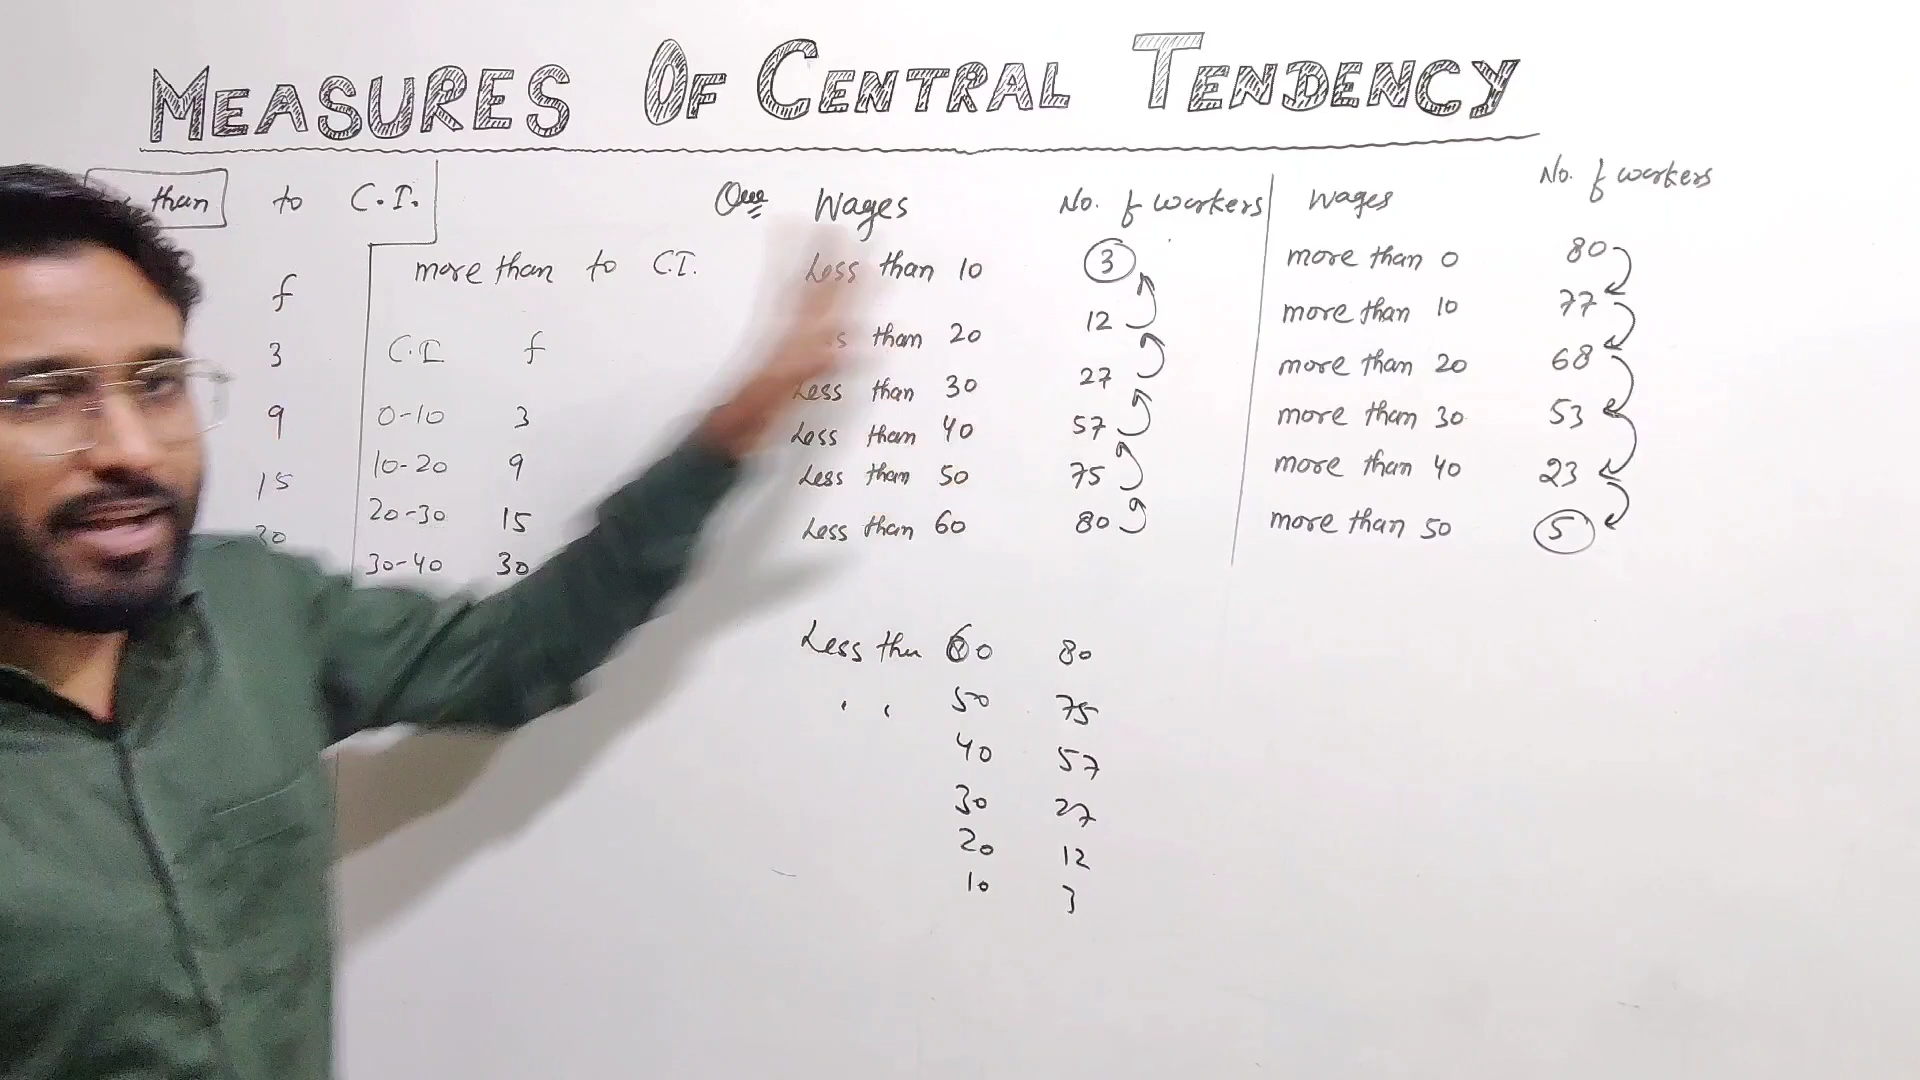 MEASURES OF CENTRAL TENDENCY
than to C.I.
f
3
9
15
30
more than to C.I.
C.I f
0-10 3
10-20 9
20-30 15
30-40 30
Que Wages No. of workers
Less than 10 3
than 20 12
Less than 30 27
Less than 40 57
Less than 50 75
Less than 60 80
Less than 60 80
" 50 75
40 57
30 27
20 12
10 3
Wages No. of workers
more than 0 80
more than 10 77
more than 20 68
more than 30 53
more than 40 23
more than 50 5